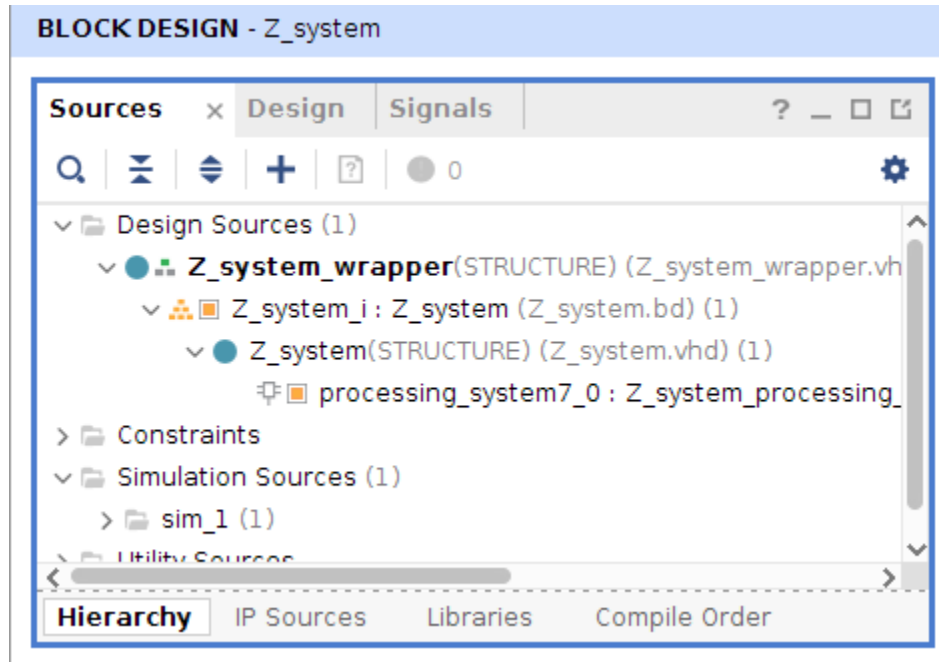 BLOCK DESIGN - Z_system
Sources × Design Signals ? _
0
Design Sources (1)
Z_system_wrapper(STRUCTURE) (Z_system_wrapper.vh
Z_system_i : Z_system (Z_system.bd) (1)
Z_system(STRUCTURE) (Z_system.vhd) (1)
processing_system7_0 : Z_system_processing_
Constraints
Simulation Sources (1)
sim_1 (1)
Utility Sources
Hierarchy IP Sources Libraries Compile Order